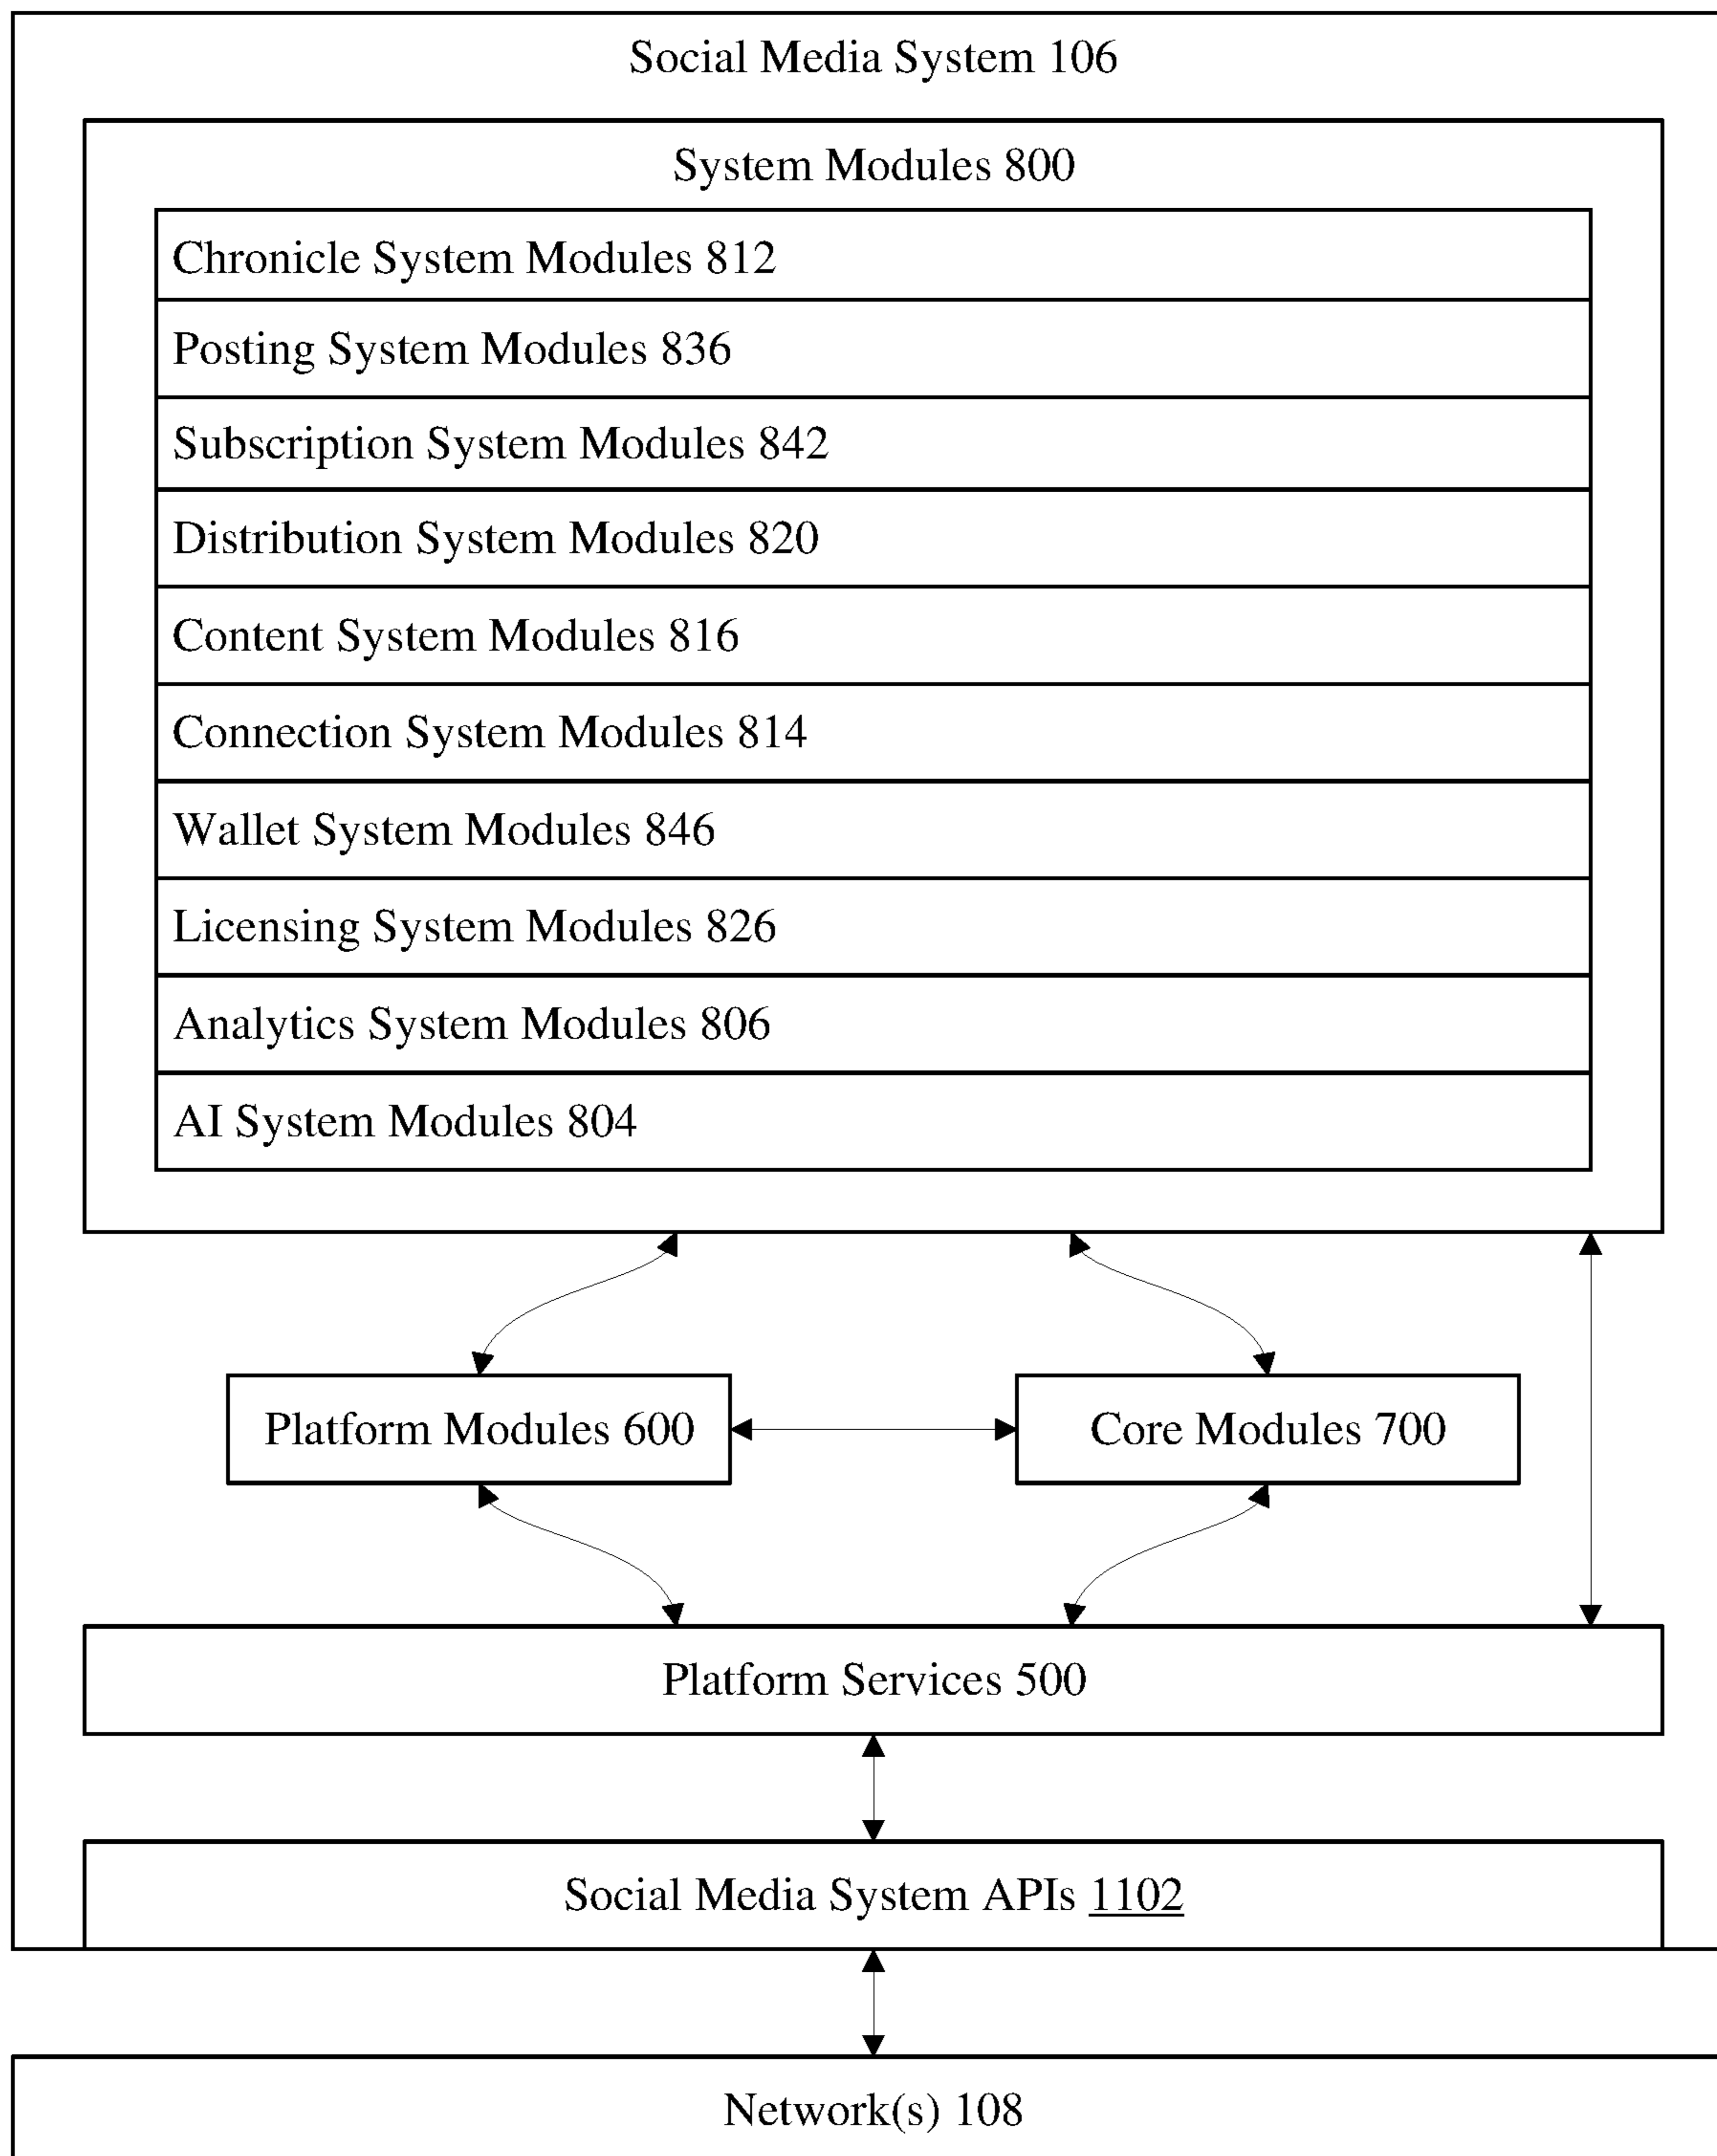 Social Media System 106
System Modules 800
Chronicle System Modules 812
Posting System Modules 836
Subscription System Modules 842
Distribution System Modules 820
Content System Modules 816
Connection System Modules 814
Wallet System Modules 846
Licensing System Modules 826
Analytics System Modules 806
AI System Modules 804
Platform Modules 600
Core Modules 700
Platform Services 500
Social Media System APIs 1102
Network(s) 108